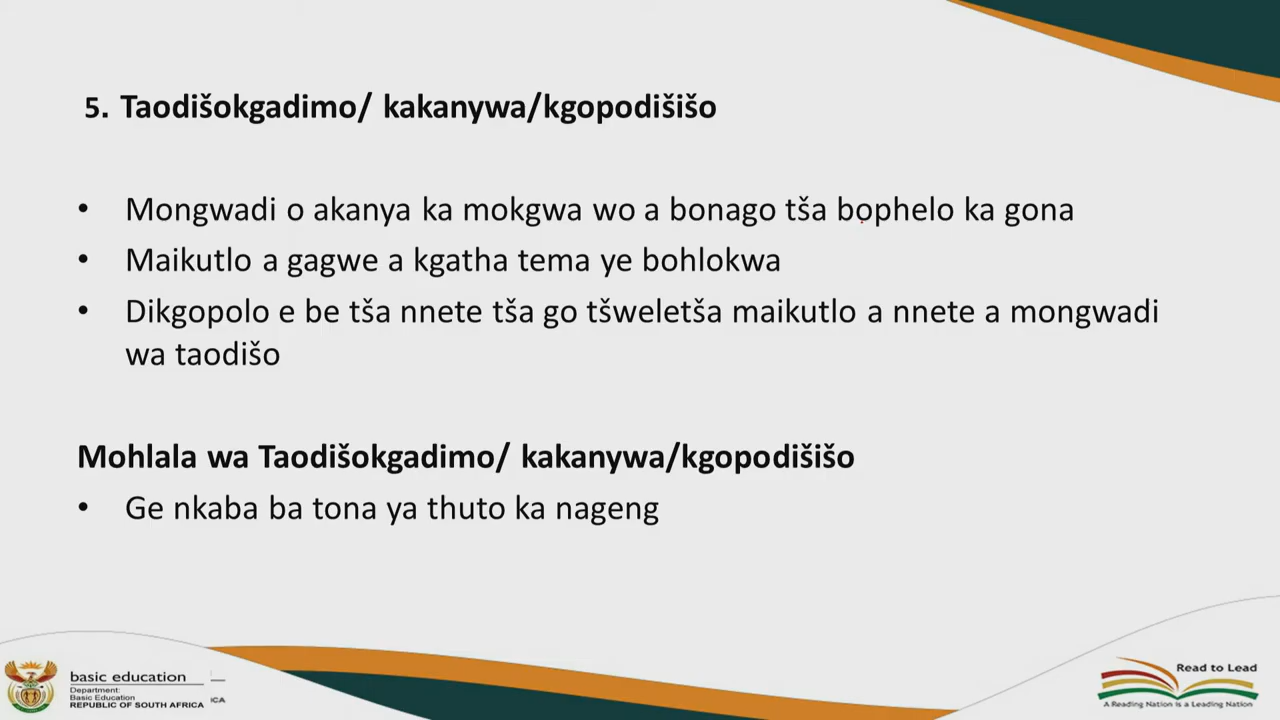 5. Taodišokgadimo/ kakanywa/kgopodišišo
• Mongwadi o akanya ka mokgwa wo a bonago tša bophelo ka gona
• Maikutlo a gagwe a kgatha tema ye bohlokwa
• Dikgopolo e be tša nnete tša go tšweletša maikutlo a nnete a mongwadi
wa taodišo
Mohlala wa Taodišokgadimo/ kakanywa/kgopodišišo
• Ge nkaba ba tona ya thuto ka nageng
basic education
Department:
Basic Education
REPUBLIC OF SOUTH AFRICA
ICA
Read to Lead
A Reading Nation is a Leading Nation